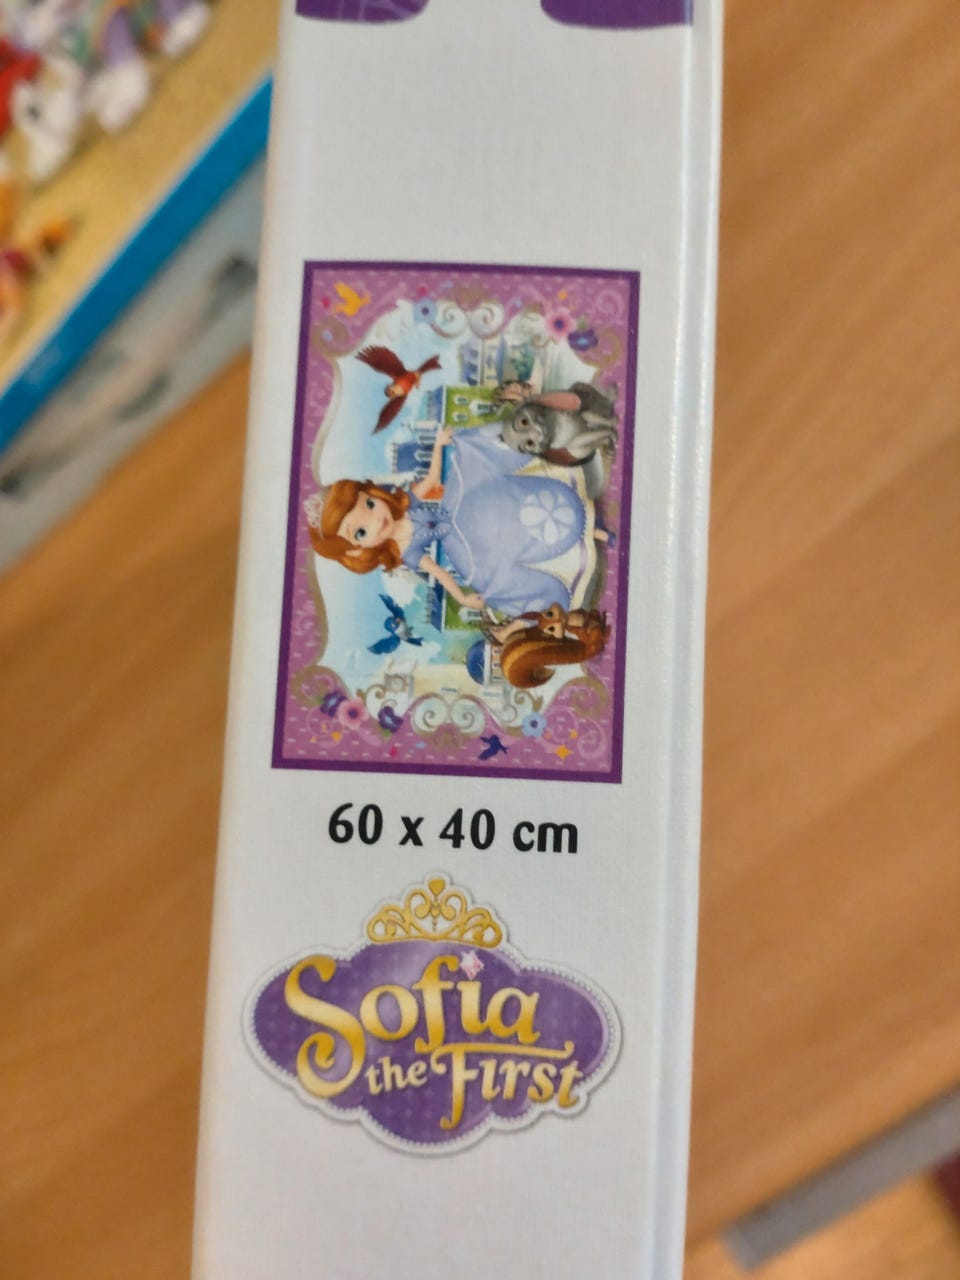 60 x 40 cm
Sofia
the First